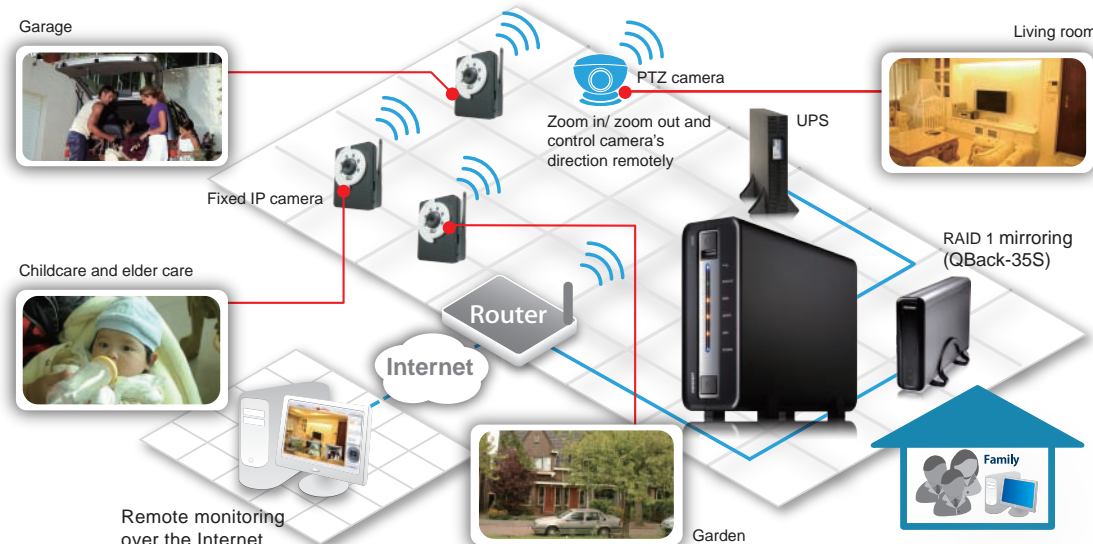 Garage
Living room
PTZ camera
Zoom in/ zoom out and
control camera's
direction remotely
UPS
Fixed IP camera
RAID 1 mirroring
(QBack-35S)
Childcare and elder care
Router
Internet
Family
Remote monitoring
over the Internet
Garden